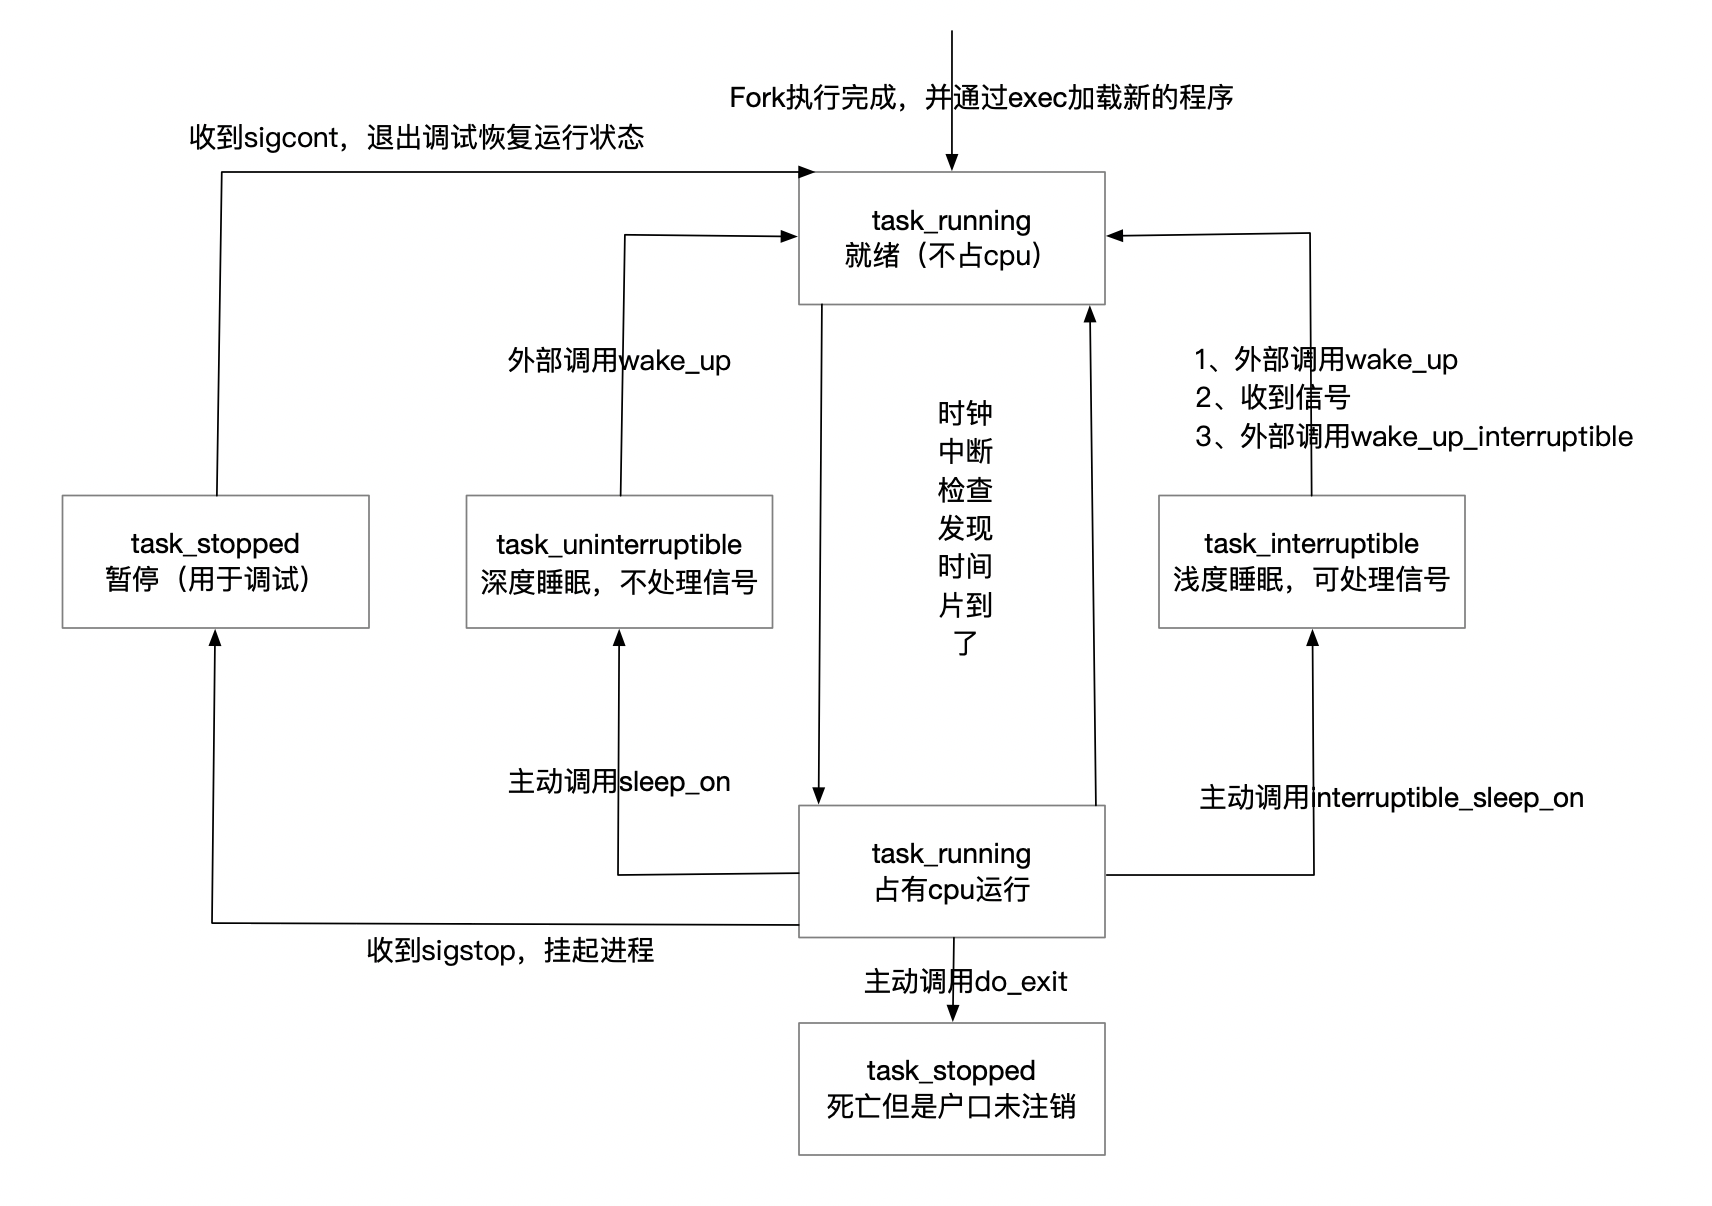 Fork执行完成，并通过exec加载新的程序
收到sigcont，退出调试恢复运行状态
task_running
就绪（不占cpu）
外部调用wake_up
1、外部调用wake_up
2、收到信号
3、外部调用wake_up_interruptible
时钟
中断
检查
发现
时间
片到
了
task_stopped
暂停（用于调试）
task_uninterruptible
深度睡眠，不处理信号
task_interruptible
浅度睡眠，可处理信号
主动调用sleep_on
主动调用interruptible_sleep_on
task_running
占有cpu运行
收到sigstop，挂起进程
主动调用do_exit
task_stopped
死亡但是户口未注销